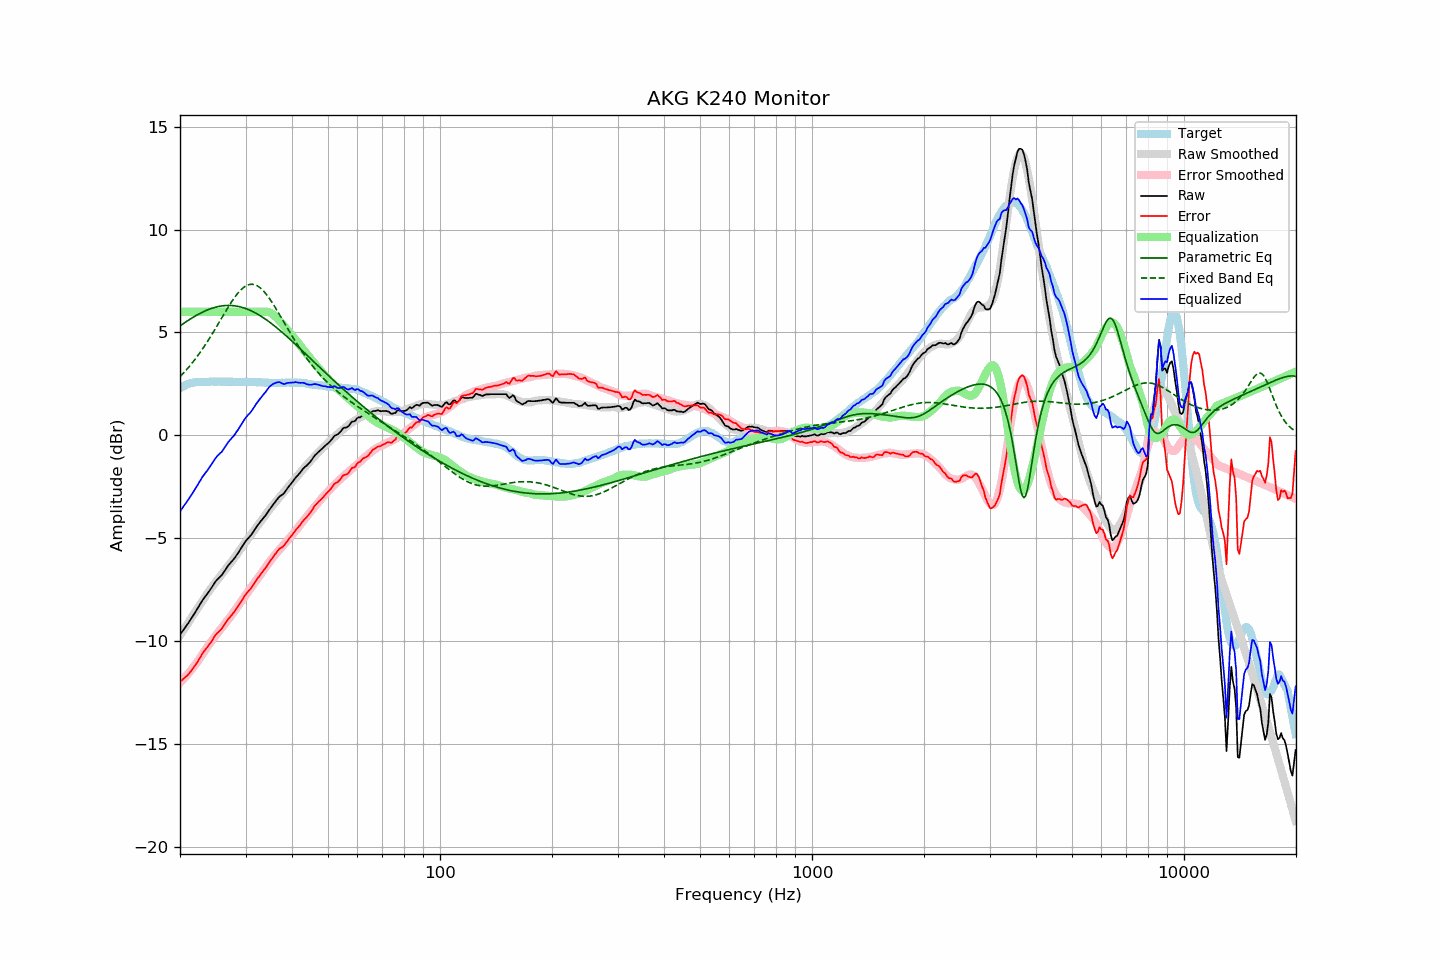 AKG K240 Monitor
15
10
5
0
−5
−10
−15
−20
Amplitude (dBr)
100
1000
10000
Frequency (Hz)
Target
Raw Smoothed
Error Smoothed
Raw
Error
Equalization
Parametric Eq
Fixed Band Eq
Equalized